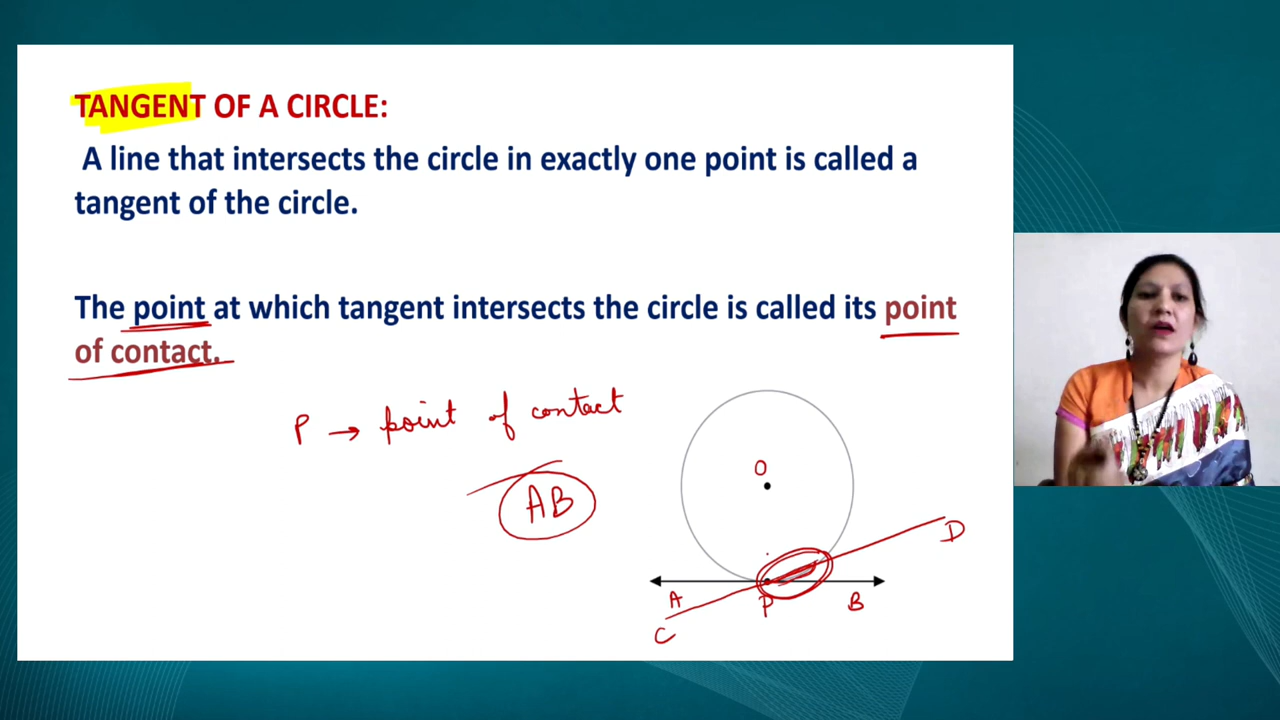 TANGENT OF A CIRCLE:
A line that intersects the circle in exactly one point is called a
tangent of the circle.
The point at which tangent intersects the circle is called its point
of contact.
P → point of contact
AB
O
D
A
P
B
C